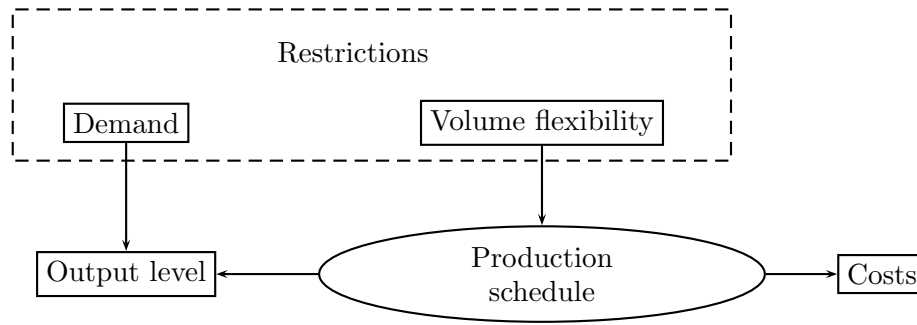 Restrictions
Demand
Volume flexibility
Output level
Production
schedule
Costs